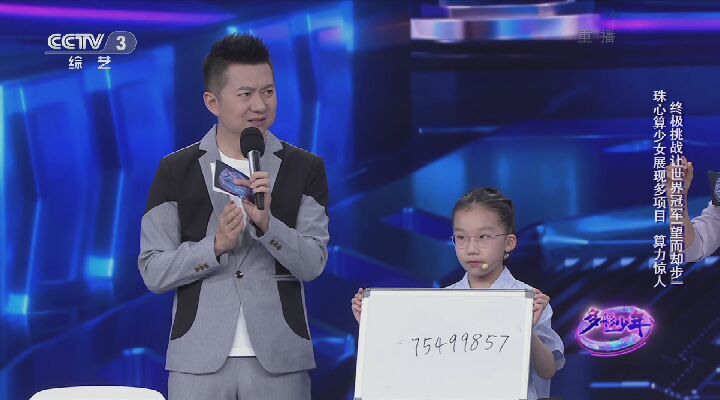 CCTV 3
综艺
重播
终极挑战让世界冠军"望而却步"
珠心算少女展现多项目 算力惊人
75499857
多彩少年